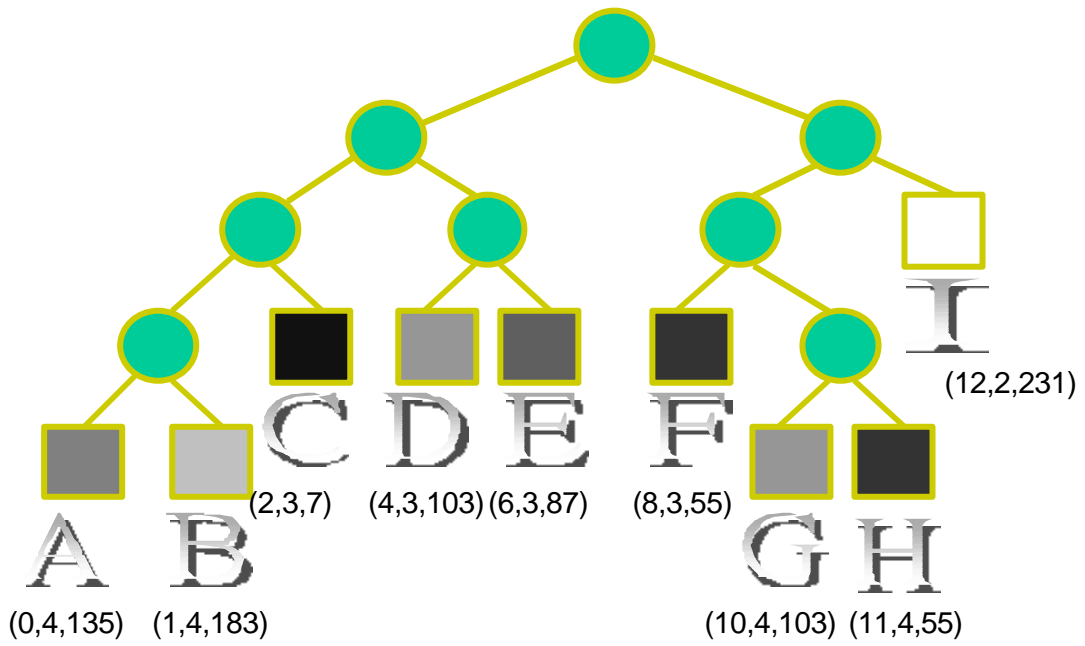 I
(12,2,231)
C D E F
(2,3,7) (4,3,103) (6,3,87) (8,3,55)
A B G H
(0,4,135) (1,4,183) (10,4,103) (11,4,55)